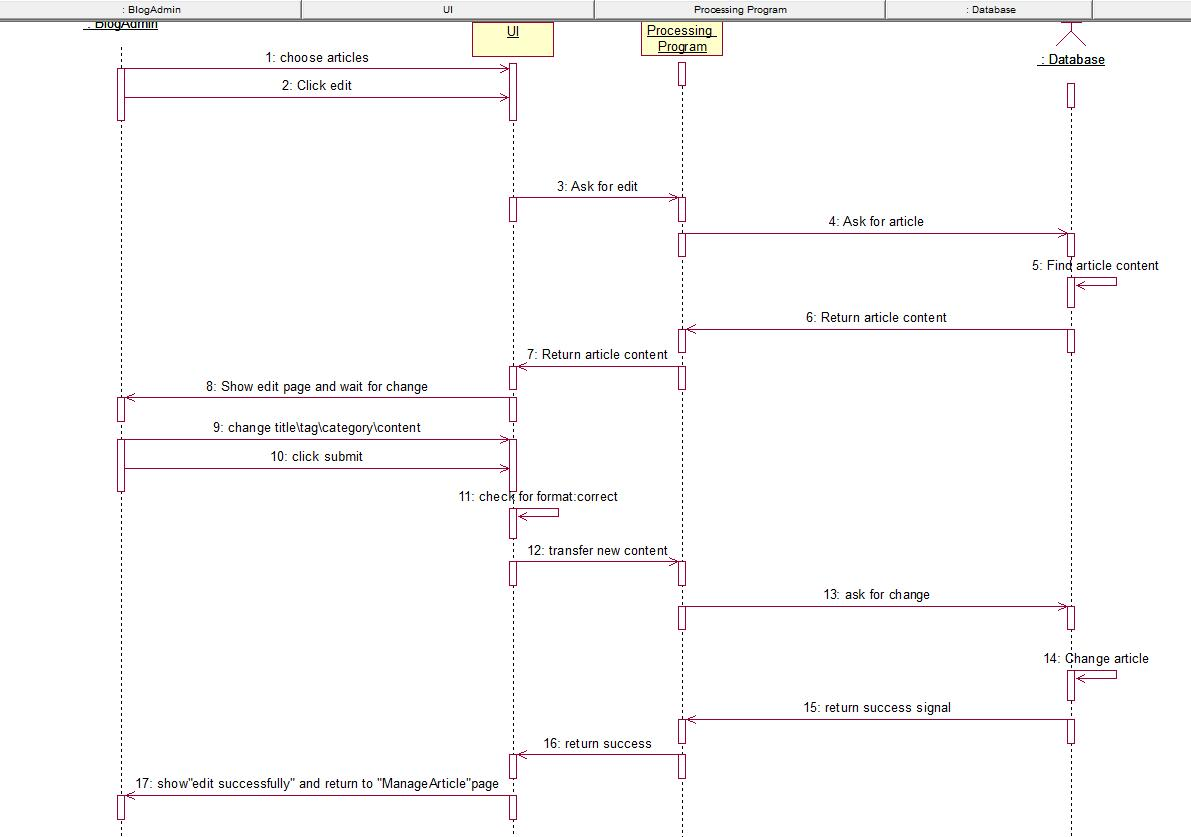 : BlogAdmin
UI
Processing Program
: Database
: BlogAdmin
UI
Processing
Program
: Database
1: choose articles
2: Click edit
3: Ask for edit
4: Ask for article
5: Find article content
6: Return article content
7: Return article content
8: Show edit page and wait for change
9: change title\tag\category\content
10: click submit
11: check for format:correct
12: transfer new content
13: ask for change
14: Change article
15: return success signal
16: return success
17: show"edit successfully" and return to "ManageArticle"page